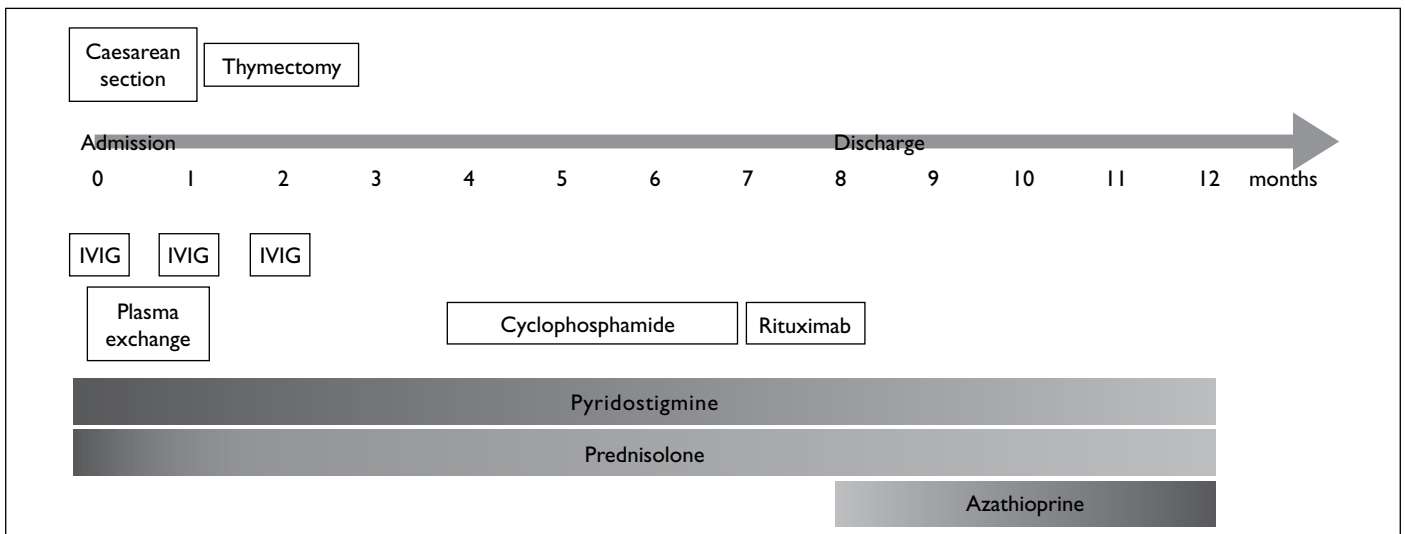 Caesarean
section
Thymectomy
Admission
Discharge
0 1 2 3 4 5 6 7 8 9 10 11 12 months
IVIG IVIG IVIG
Plasma
exchange
Cyclophosphamide
Rituximab
Pyridostigmine
Prednisolone
Azathioprine